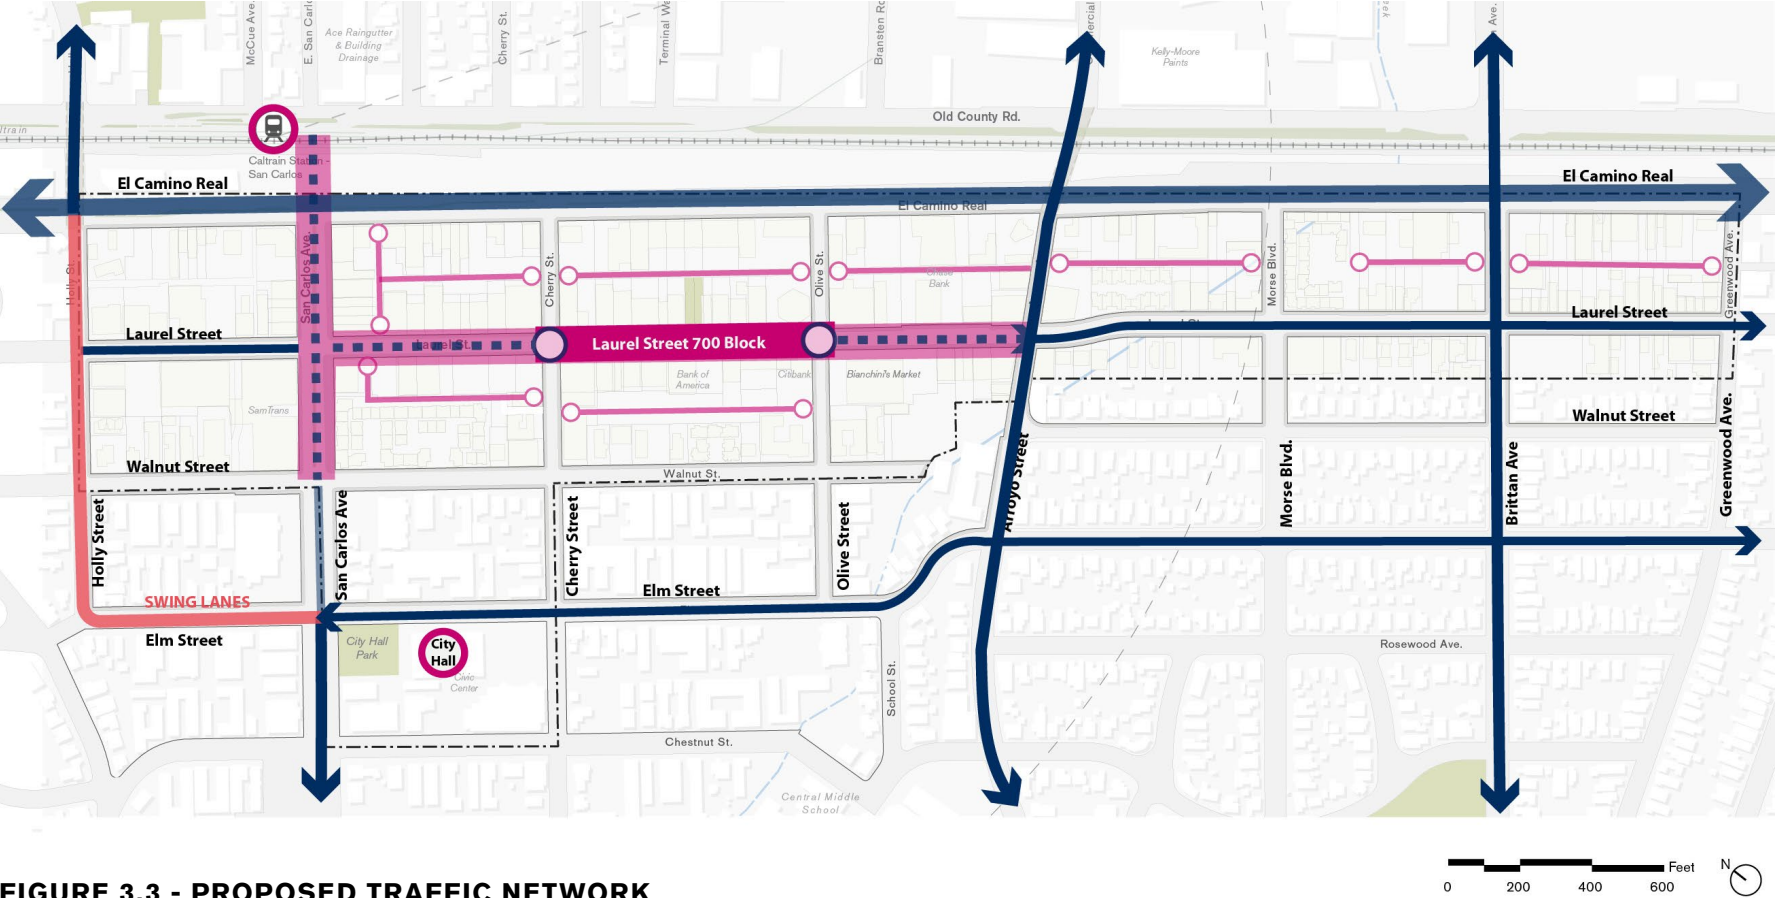 McCue Ave.
E. San Carlos
Ace Raingutter
& Building
Drainage
Cherry St.
Terminal
Bransten
Kelly-Moore
Paints
Ave.
Old County Rd.
Caltrain Station -
San Carlos
El Camino Real
El Camino Real
El Camino Real
Holly St.
San Carlos Ave.
Cherry St.
Olive St.
Chase
Bank
Morse Blvd.
Greenwood Ave.
Laurel Street
Laurel St.
Laurel Street 700 Block
Laurel Street
Bank of
America
Citibank
Bianchini's Market
SamTrans
Walnut Street
Walnut St.
Walnut Street
Holly Street
San Carlos Ave
Cherry Street
Olive Street
Arroyo Street
Morse Blvd.
Brittan Ave
Greenwood Ave.
SWING LANES
Elm Street
Elm Street
City Hall
Park
City
Hall
Civic
Center
School St.
Rosewood Ave.
Chestnut St.
Central Middle
School
Feet
0 200 400 600
N
FIGURE 3.3 - PROPOSED TRAFFIC NETWORK